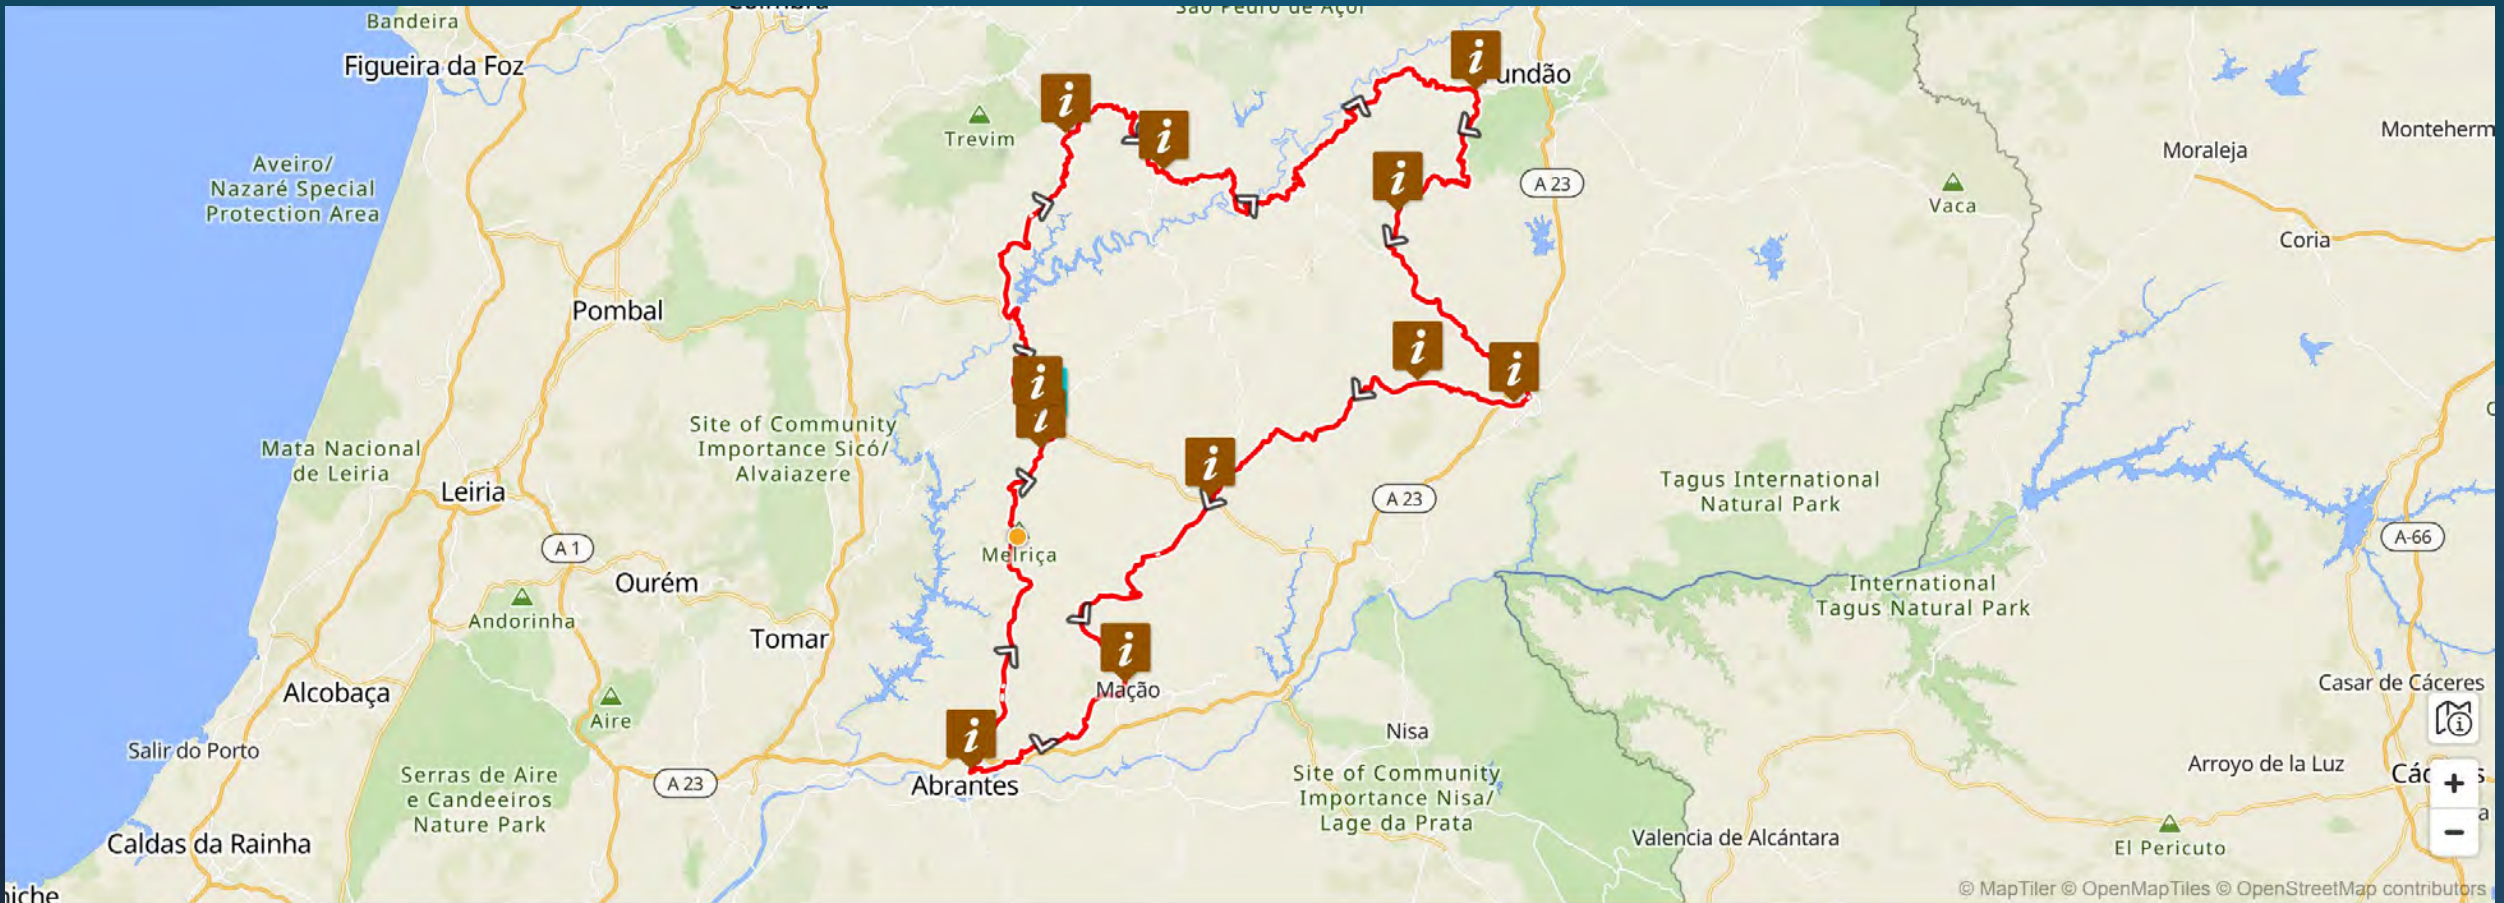 Bandeira
Figueira da Foz
Trevim
Aveiro/
Nazaré Special
Protection Area
undão
A 23
Moraleja
Vaca
Coria
Pombal
Site of Community
Importance Sicó/
Alvaiazere
Mata Nacional
de Leiria
Leiria
A 1
Melriça
A 23
Tagus International
Natural Park
A-66
Ourém
Andorinha
Tomar
International
Tagus Natural Park
Alcobaça
Aire
Mação
Casar de Cáceres
Salir do Porto
Nisa
Abrantes
A 23
Serras de Aire
e Candeeiros
Nature Park
Site of Community
Importance Nisa/
Lage da Prata
Arroyo de la Luz
Caldas da Rainha
Valencia de Alcántara
El Pericuto
© MapTiler © OpenMapTiles © OpenStreetMap contributors